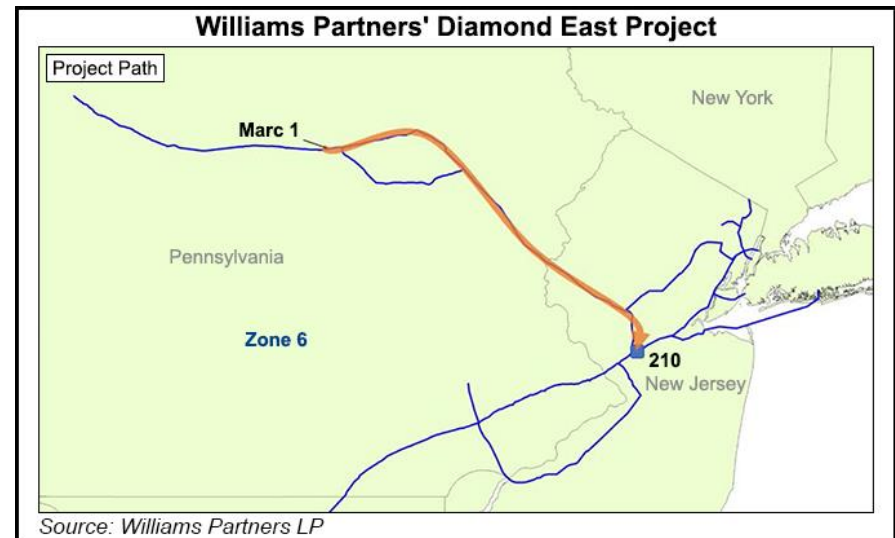 Williams Partners' Diamond East Project
Project Path
New York
Marc 1
Pennsylvania
Zone 6
210
New Jersey
Source: Williams Partners LP